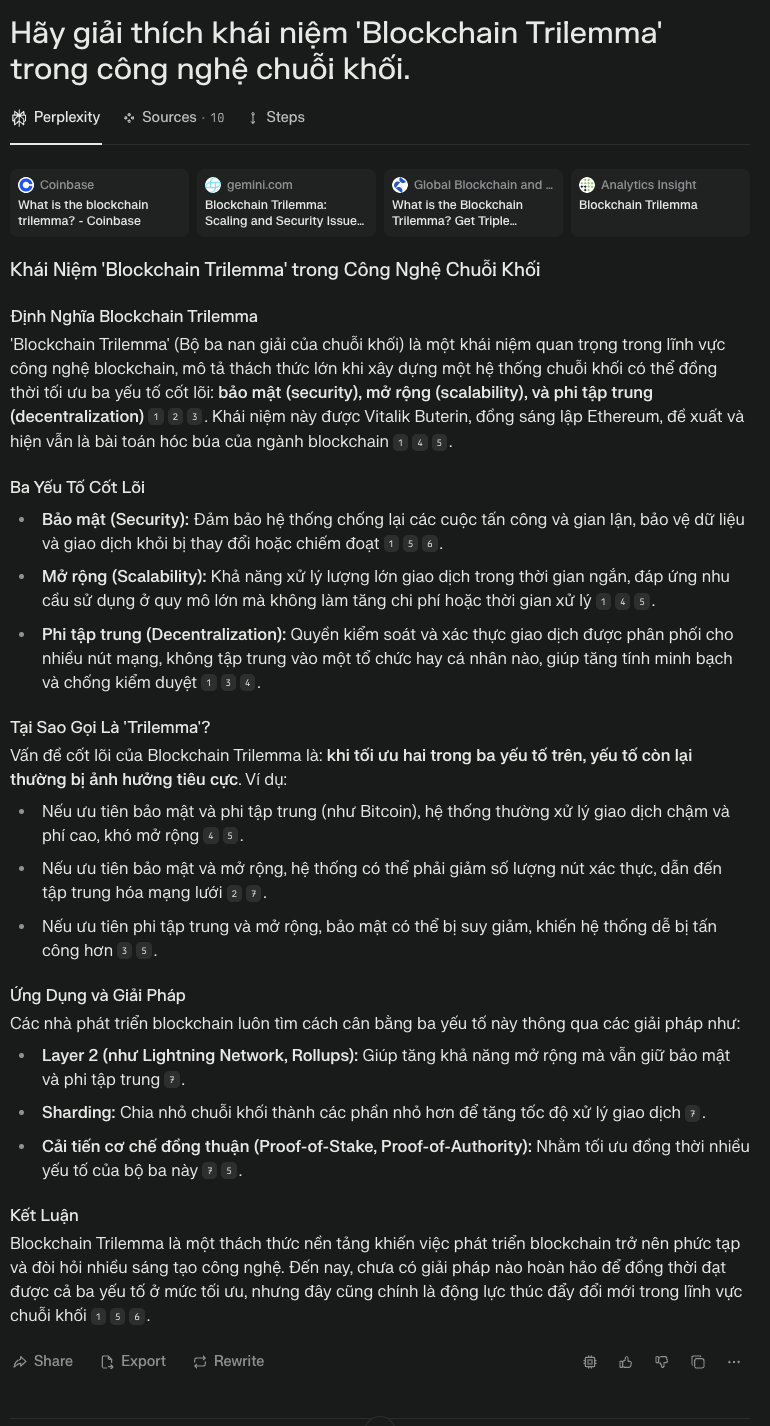 Hãy giải thích khái niệm 'Blockchain Trilemma'
trong công nghệ chuỗi khối.
Perplexity
Sources · 10
Steps
Coinbase
What is the blockchain
trilemma? - Coinbase
gemini.com
Blockchain Trilemma:
Scaling and Security Issue...
Global Blockchain and ...
What is the Blockchain
Trilemma? Get Triple...
Analytics Insight
Blockchain Trilemma
Khái Niệm 'Blockchain Trilemma' trong Công Nghệ Chuỗi Khối
Định Nghĩa Blockchain Trilemma
'Blockchain Trilemma' (Bộ ba nan giải của chuỗi khối) là một khái niệm quan trọng trong lĩnh vực
công nghệ blockchain, mô tả thách thức lớn khi xây dựng một hệ thống chuỗi khối có thể đồng
thời tối ưu ba yếu tố cốt lõi: bảo mật (security), mở rộng (scalability), và phi tập trung
(decentralization) 1 2 3 . Khái niệm này được Vitalik Buterin, đồng sáng lập Ethereum, đề xuất và
hiện vẫn là bài toán hóc búa của ngành blockchain 1 4 5 .
Ba Yếu Tố Cốt Lõi
• Bảo mật (Security): Đảm bảo hệ thống chống lại các cuộc tấn công và gian lận, bảo vệ dữ liệu
và giao dịch khỏi bị thay đổi hoặc chiếm đoạt 1 5 6 .
• Mở rộng (Scalability): Khả năng xử lý lượng lớn giao dịch trong thời gian ngắn, đáp ứng nhu
cầu sử dụng ở quy mô lớn mà không làm tăng chi phí hoặc thời gian xử lý 1 4 5 .
• Phi tập trung (Decentralization): Quyền kiểm soát và xác thực giao dịch được phân phối cho
nhiều nút mạng, không tập trung vào một tổ chức hay cá nhân nào, giúp tăng tính minh bạch
và chống kiểm duyệt 1 3 4 .
Tại Sao Gọi Là 'Trilemma'?
Vấn đề cốt lõi của Blockchain Trilemma là: khi tối ưu hai trong ba yếu tố trên, yếu tố còn lại
thường bị ảnh hưởng tiêu cực. Ví dụ:
• Nếu ưu tiên bảo mật và phi tập trung (như Bitcoin), hệ thống thường xử lý giao dịch chậm và
phí cao, khó mở rộng 4 5 .
• Nếu ưu tiên bảo mật và mở rộng, hệ thống có thể phải giảm số lượng nút xác thực, dẫn đến
tập trung hóa mạng lưới 2 7 .
• Nếu ưu tiên phi tập trung và mở rộng, bảo mật có thể bị suy giảm, khiến hệ thống dễ bị tấn
công hơn 3 5 .
Ứng Dụng và Giải Pháp
Các nhà phát triển blockchain luôn tìm cách cân bằng ba yếu tố này thông qua các giải pháp như:
• Layer 2 (như Lightning Network, Rollups): Giúp tăng khả năng mở rộng mà vẫn giữ bảo mật
và phi tập trung 7 .
• Sharding: Chia nhỏ chuỗi khối thành các phần nhỏ hơn để tăng tốc độ xử lý giao dịch 7 .
• Cải tiến cơ chế đồng thuận (Proof-of-Stake, Proof-of-Authority): Nhằm tối ưu đồng thời nhiều
yếu tố của bộ ba này 7 5 .
Kết Luận
Blockchain Trilemma là một thách thức nền tảng khiến việc phát triển blockchain trở nên phức tạp
và đòi hỏi nhiều sáng tạo công nghệ. Đến nay, chưa có giải pháp nào hoàn hảo để đồng thời đạt
được cả ba yếu tố ở mức tối ưu, nhưng đây cũng chính là động lực thúc đẩy đổi mới trong lĩnh vực
chuỗi khối 1 5 6 .
Share
Export
Rewrite